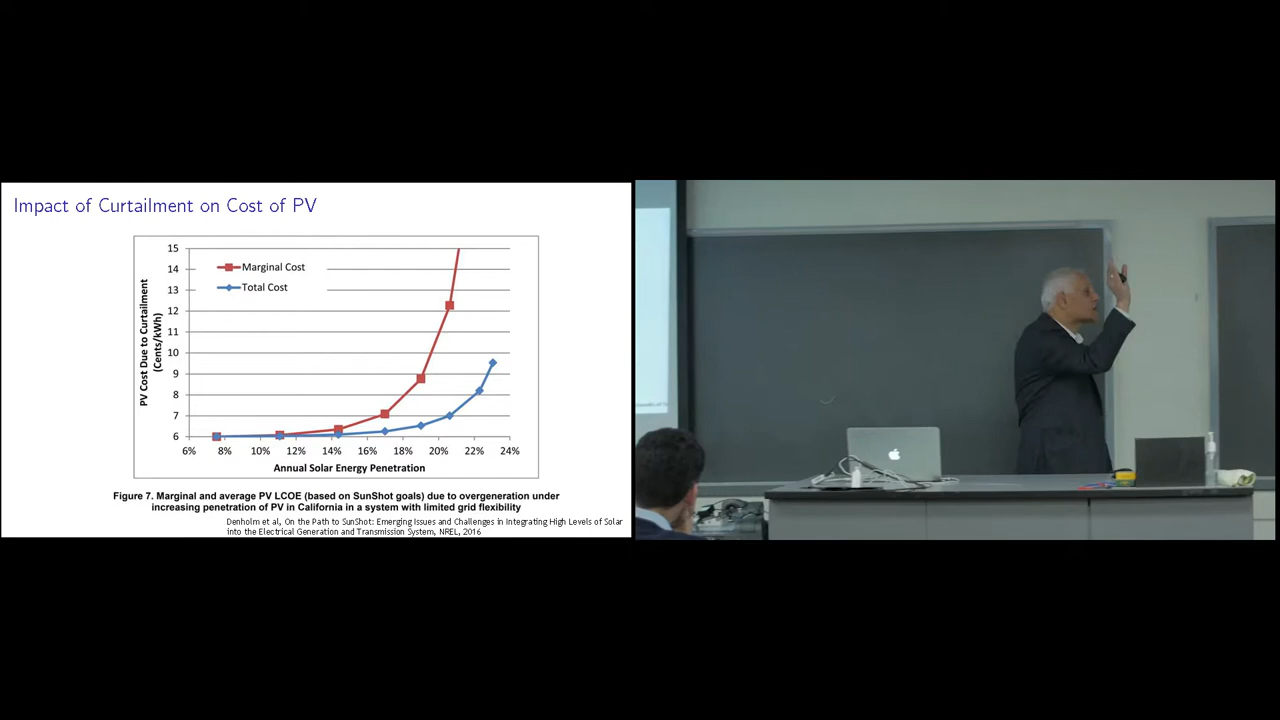 Impact of Curtailment on Cost of PV
PV Cost Due to Curtailment
(Cents/kWh)
15
14
13
12
11
10
9
8
7
6
Marginal Cost
Total Cost
6% 8% 10% 12% 14% 16% 18% 20% 22% 24%
Annual Solar Energy Penetration
Figure 7. Marginal and average PV LCOE (based on SunShot goals) due to overgeneration under
increasing penetration of PV in California in a system with limited grid flexibility
Denholm et al, On the Path to SunShot: Emerging Issues and Challenges in Integrating High Levels of Solar
into the Electrical Generation and Transmission System, NREL, 2016